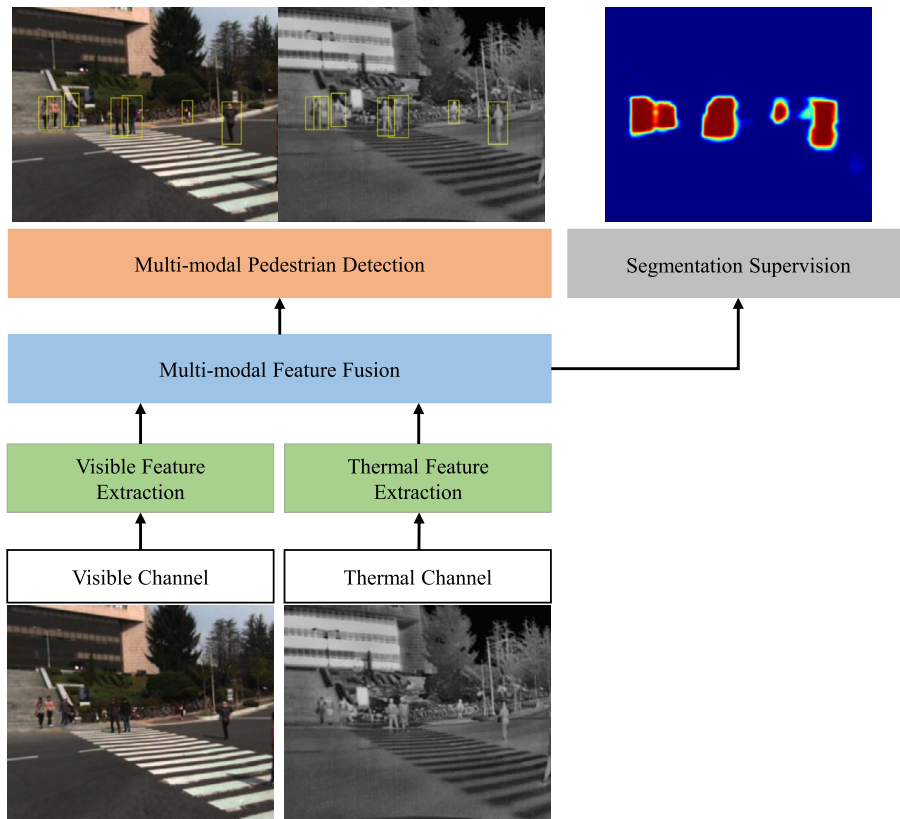 Multi-modal Pedestrian Detection
Segmentation Supervision
Multi-modal Feature Fusion
Visible Feature
Extraction
Thermal Feature
Extraction
Visible Channel
Thermal Channel